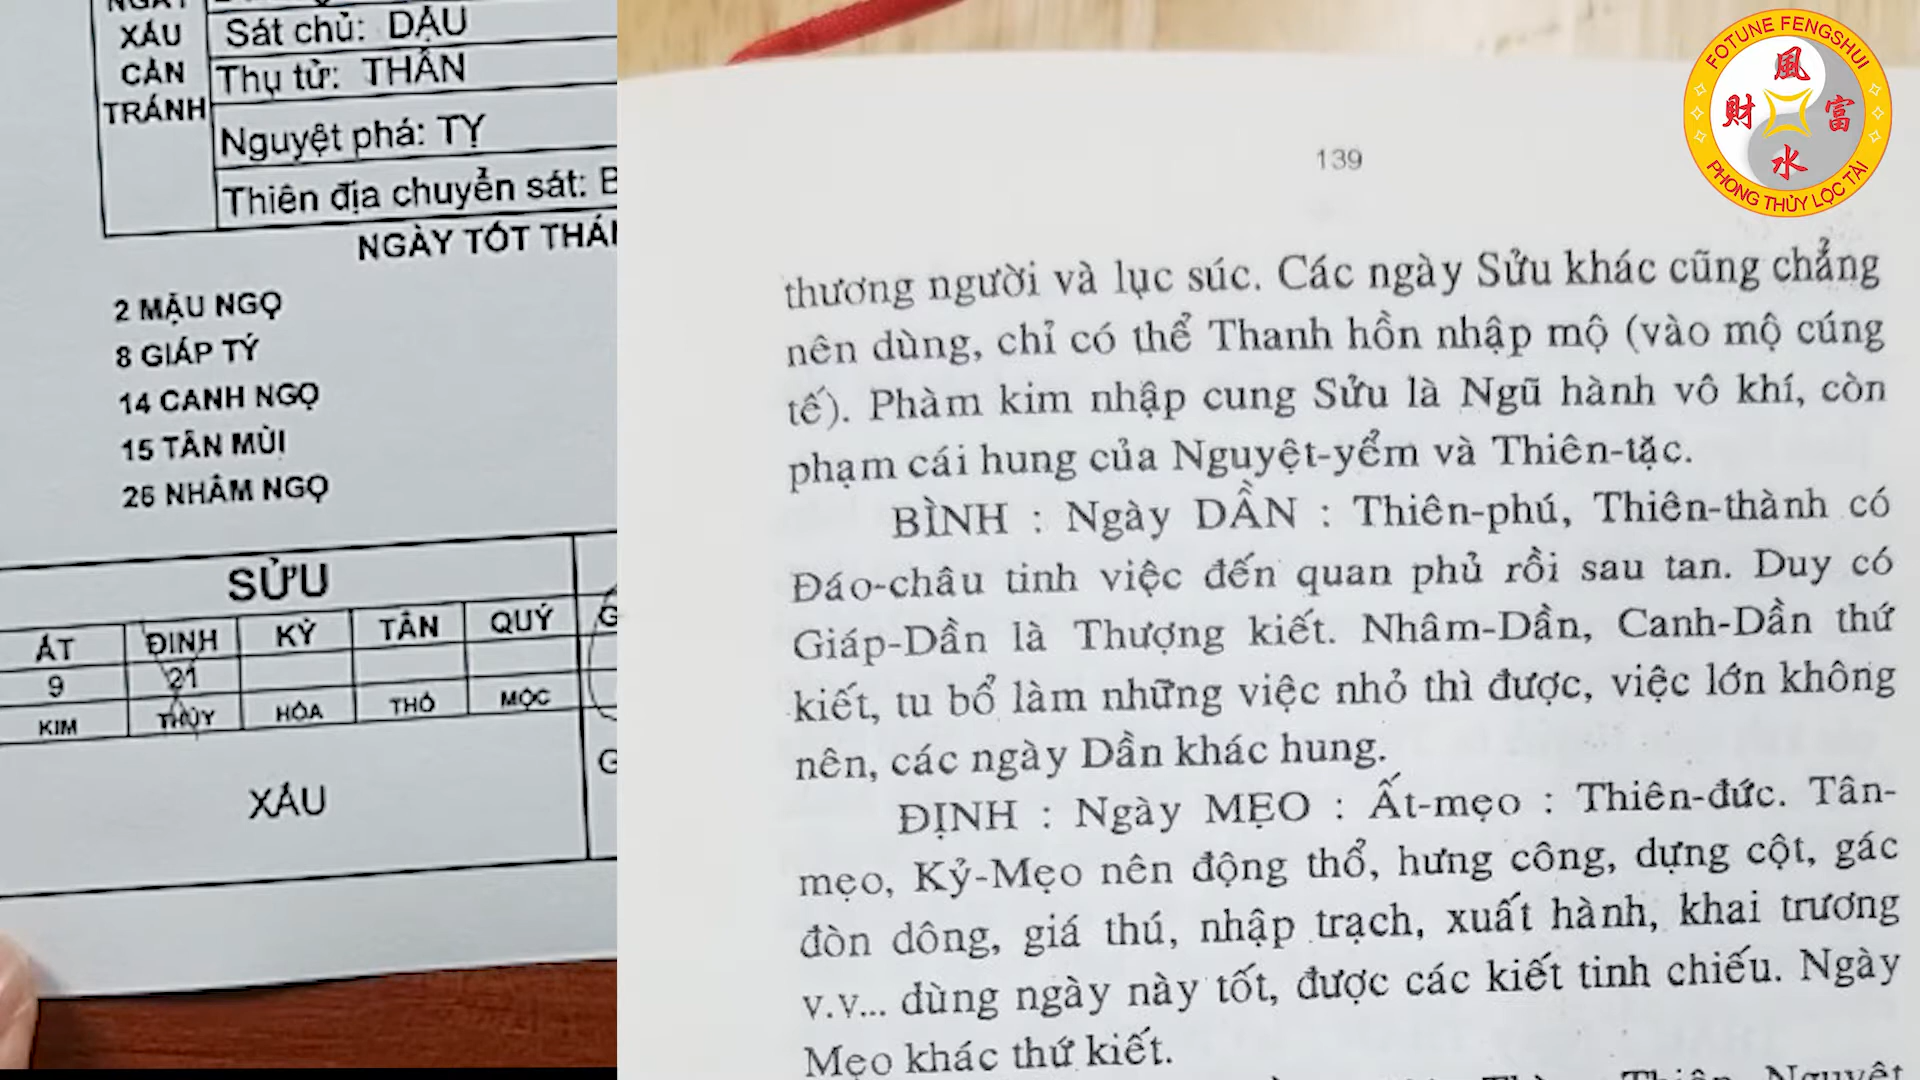 XẤU
CẦN
TRÁNH
Sát chủ: DẬU
Thụ tử: THÂN
Nguyệt phá: TỴ
Thiên địa chuyển sát:
NGÀY TỐT
2 MẬU NGỌ
8 GIÁP TÝ
14 CANH NGỌ
15 TÂN MÙI
26 NHÂM NGỌ
SỬU
ẤT ĐINH KỶ TÂN QUÝ
9 21
KIM THỦY HỎA THỔ MỘC
XẤU
139
thương người và lục súc. Các ngày Sửu khác cũng chẳng
nên dùng, chỉ có thể Thanh hồn nhập mộ (vào mộ cúng
tế). Phàm kim nhập cung Sửu là Ngũ hành vô khí, còn
phạm cái hung của Nguyệt-yểm và Thiên-tặc.
BÌNH : Ngày DẦN : Thiên-phú, Thiên-thành có
Đáo-châu tinh việc đến quan phủ rồi sau tan. Duy có
Giáp-Dần là Thượng kiết. Nhâm-Dần, Canh-Dần thứ
kiết, tu bổ làm những việc nhỏ thì được, việc lớn không
nên, các ngày Dần khác hung.
ĐỊNH : Ngày MẸO : Ất-mẹo : Thiên-đức. Tân-
mẹo, Kỷ-Mẹo nên động thổ, hưng công, dựng cột, gác
đòn dông, giá thú, nhập trạch, xuất hành, khai trương
v.v... dùng ngày này tốt, được các kiết tinh chiếu. Ngày
Mẹo khác thứ kiết.
FOTUNE FENGSHUI
風
財 富
水
PHONG THỦY LỘC TÀI